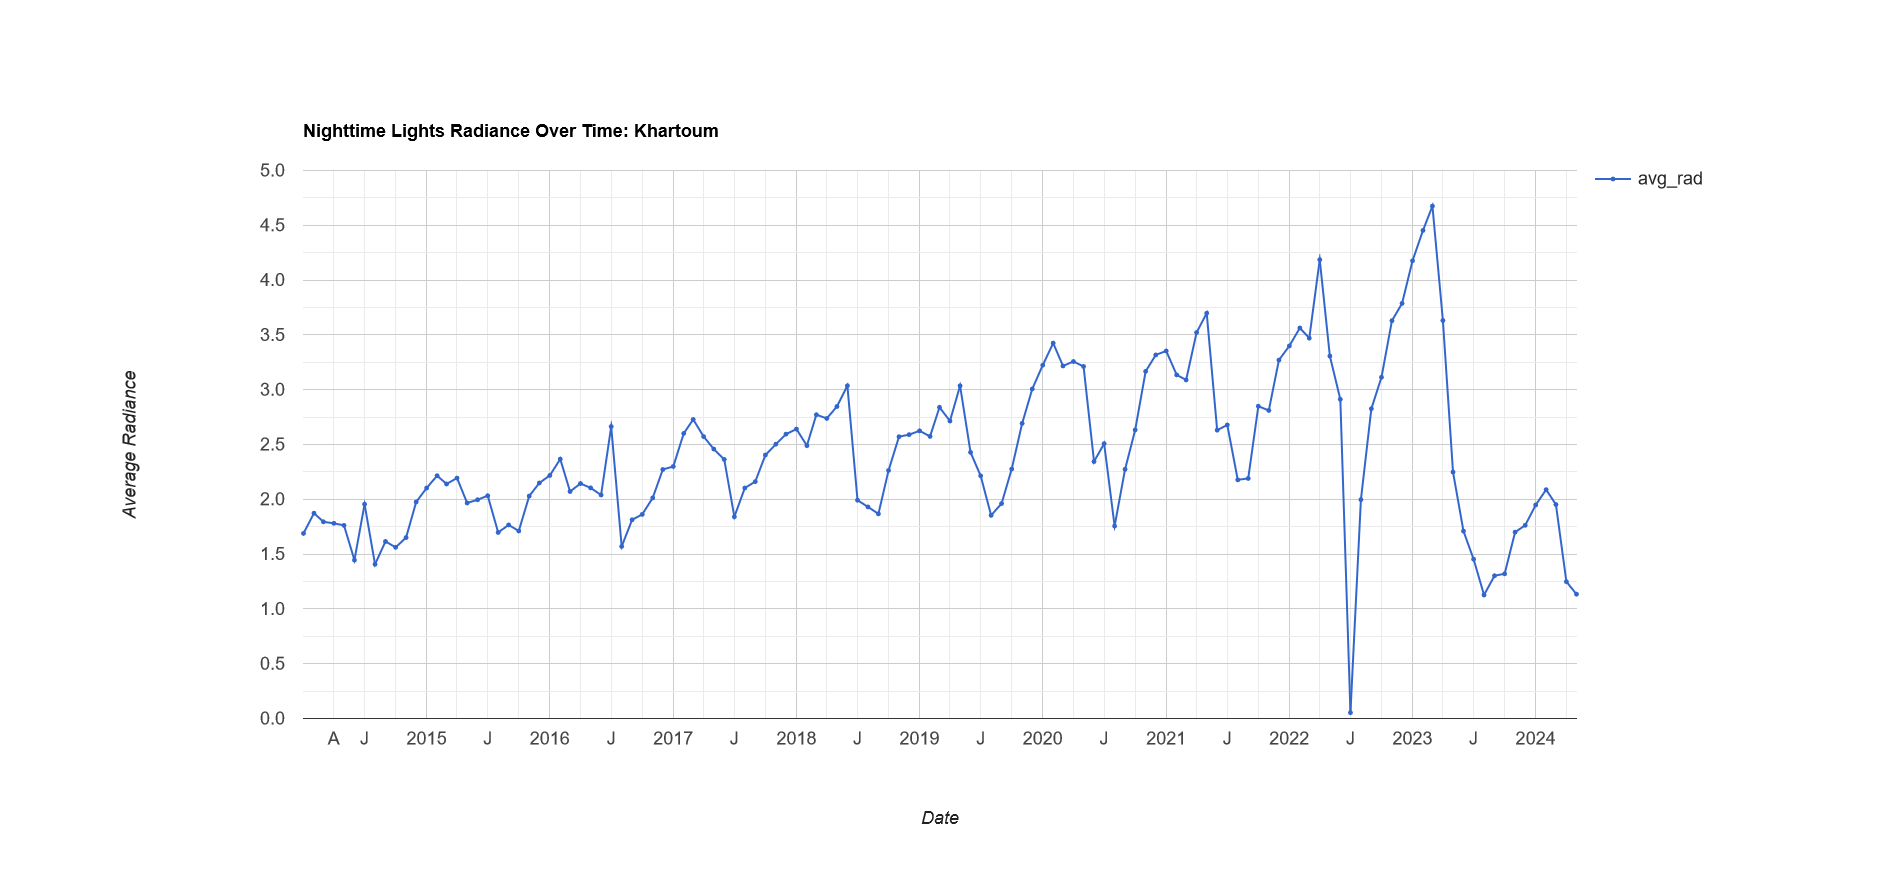 Nighttime Lights Radiance Over Time: Khartoum
avg_rad
5.0
4.5
4.0
3.5
3.0
2.5
2.0
1.5
1.0
0.5
0.0
Average Radiance
A J 2015 J 2016 J 2017 J 2018 J 2019 J 2020 J 2021 J 2022 J 2023 J 2024
Date